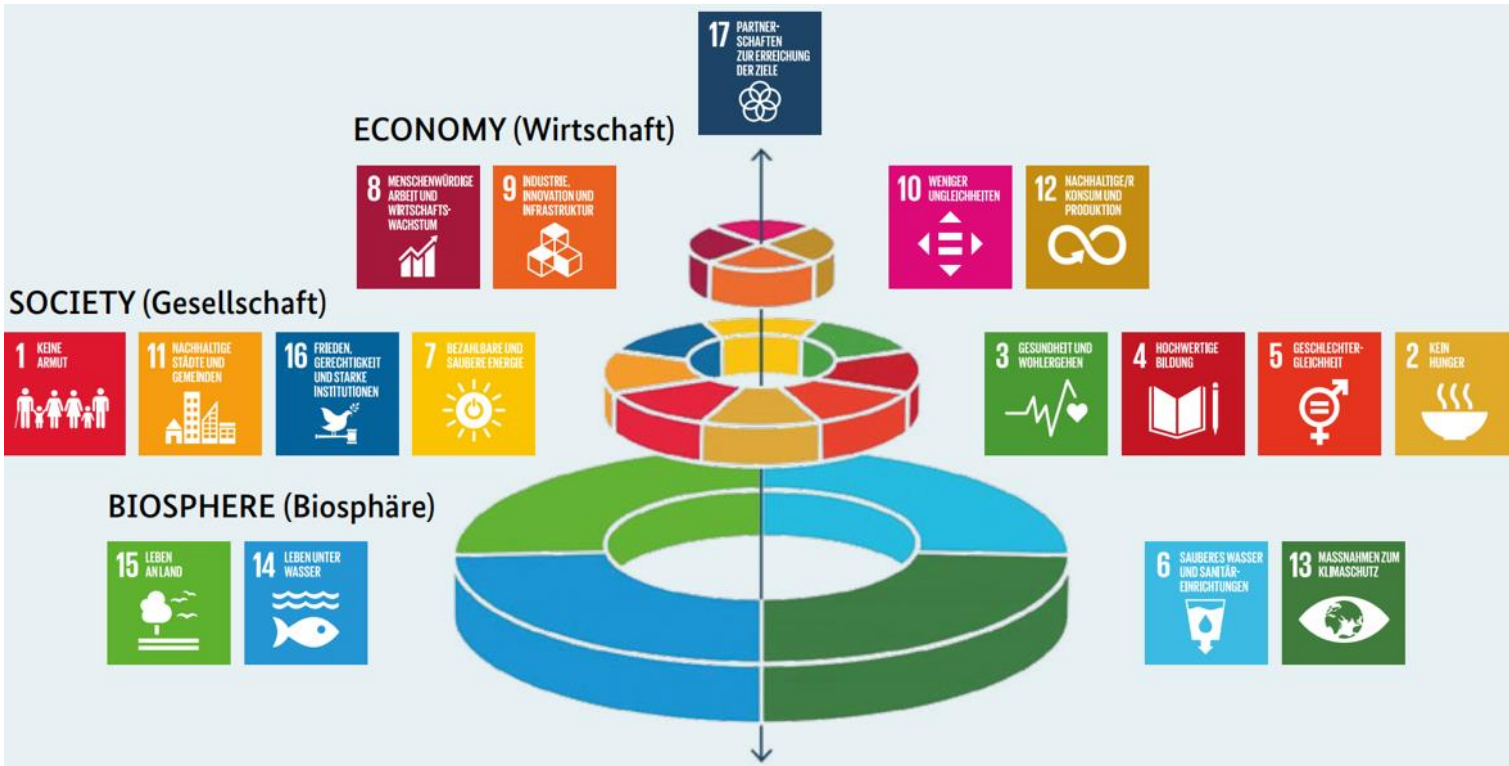 17 PARTNER-
SCHAFTEN
ZUR ERREICHUNG
DER ZIELE
ECONOMY (Wirtschaft)
8 MENSCHENWÜRDIGE
ARBEIT UND
WIRTSCHAFTS-
WACHSTUM
9 INDUSTRIE,
INNOVATION UND
INFRASTRUKTUR
10 WENIGER
UNGLEICHHEITEN
12 NACHHALTIGE/R
KONSUM UND
PRODUKTION
SOCIETY (Gesellschaft)
1 KEINE
ARMUT
11 NACHHALTIGE
STÄDTE UND
GEMEINDEN
16 FRIEDEN,
GERECHTIGKEIT
UND STARKE
INSTITUTIONEN
7 BEZAHLBARE UND
SAUBERE ENERGIE
3 GESUNDHEIT UND
WOHLERGEHEN
4 HOCHWERTIGE
BILDUNG
5 GESCHLECHTER-
GLEICHHEIT
2 KEIN
HUNGER
BIOSPHERE (Biosphäre)
15 LEBEN
AN LAND
14 LEBEN UNTER
WASSER
6 SAUBERES WASSER
UND SANITÄR-
EINRICHTUNGEN
13 MASSNAHMEN ZUM
KLIMASCHUTZ